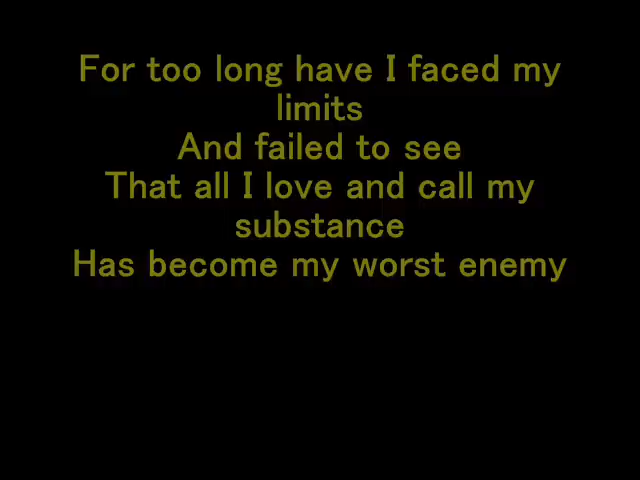 For too long have I faced my
limits
And failed to see
That all I love and call my
substance
Has become my worst enemy